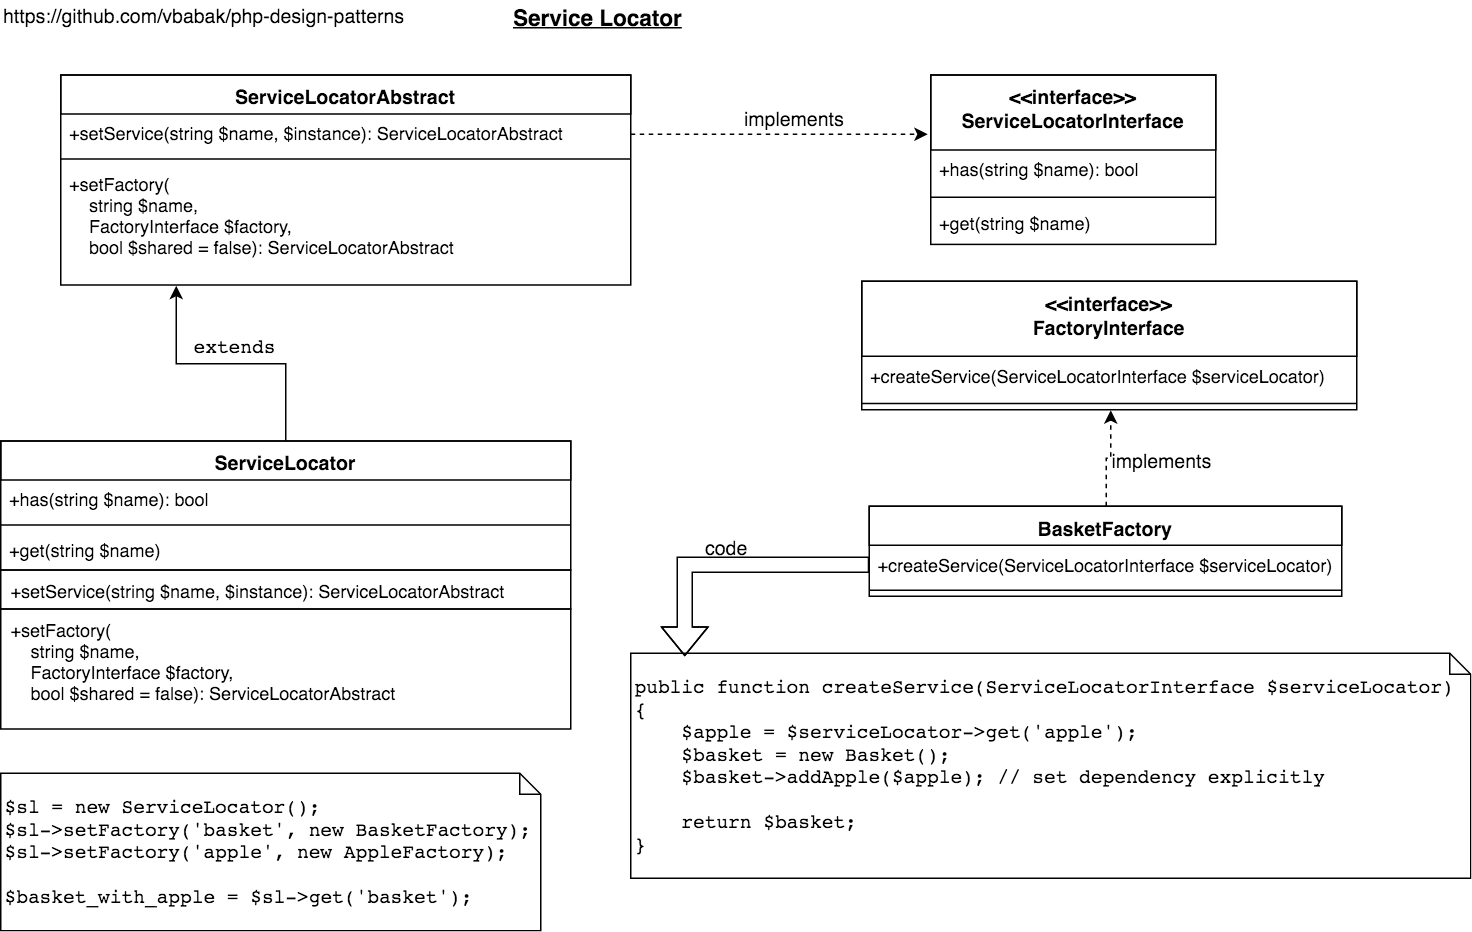 https://github.com/vbabak/php-design-patterns
Service Locator
ServiceLocatorAbstract
+setService(string $name, $instance): ServiceLocatorAbstract
+setFactory(
string $name,
FactoryInterface $factory,
bool $shared = false): ServiceLocatorAbstract
implements
<<interface>>
ServiceLocatorInterface
+has(string $name): bool
+get(string $name)
<<interface>>
FactoryInterface
+createService(ServiceLocatorInterface $serviceLocator)
extends
implements
ServiceLocator
+has(string $name): bool
+get(string $name)
+setService(string $name, $instance): ServiceLocatorAbstract
+setFactory(
string $name,
FactoryInterface $factory,
bool $shared = false): ServiceLocatorAbstract
BasketFactory
+createService(ServiceLocatorInterface $serviceLocator)
code
public function createService(ServiceLocatorInterface $serviceLocator)
{
$apple = $serviceLocator->get('apple');
$basket = new Basket();
$basket->addApple($apple); // set dependency explicitly
return $basket;
}
$sl = new ServiceLocator();
$sl->setFactory('basket', new BasketFactory);
$sl->setFactory('apple', new AppleFactory);
$basket_with_apple = $sl->get('basket');